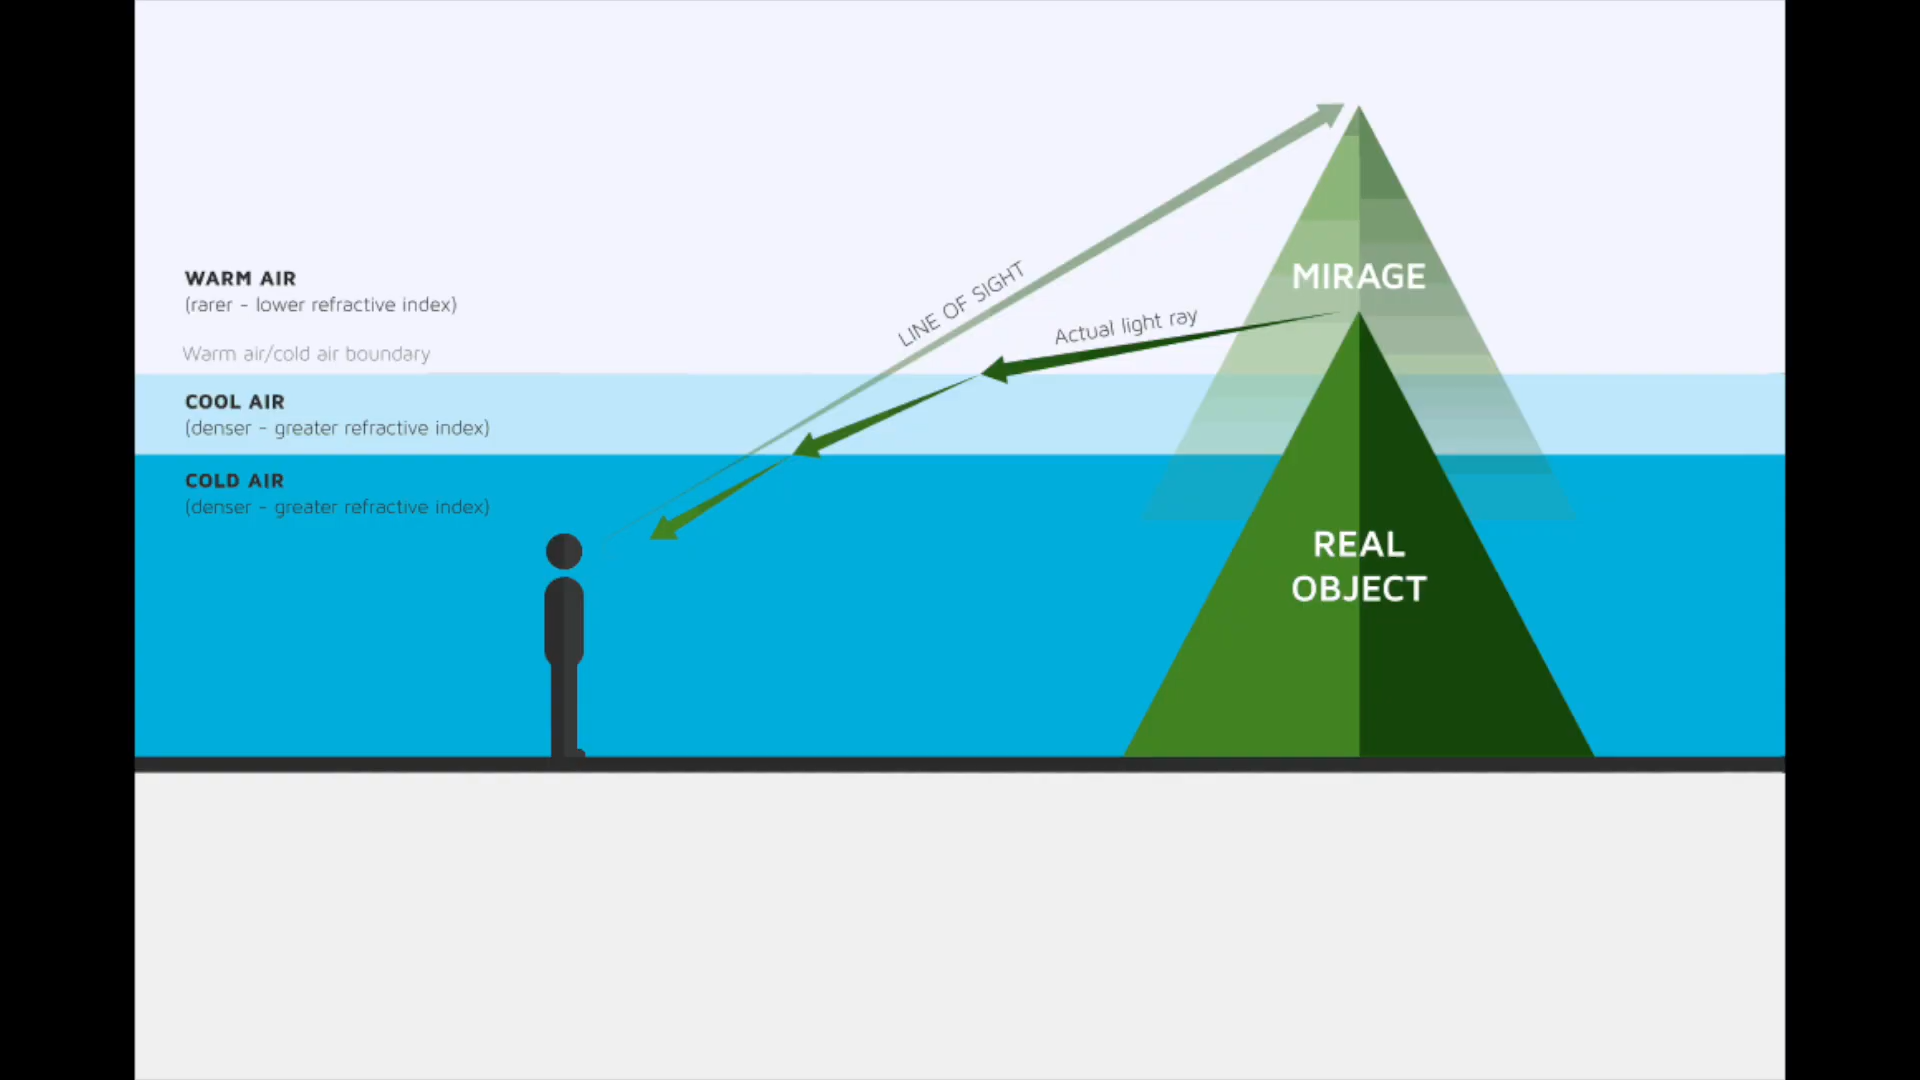 WARM AIR
(rarer - lower refractive index)
Warm air/cold air boundary
COOL AIR
(denser - greater refractive index)
COLD AIR
(denser - greater refractive index)
LINE OF SIGHT
Actual light ray
MIRAGE
REAL
OBJECT